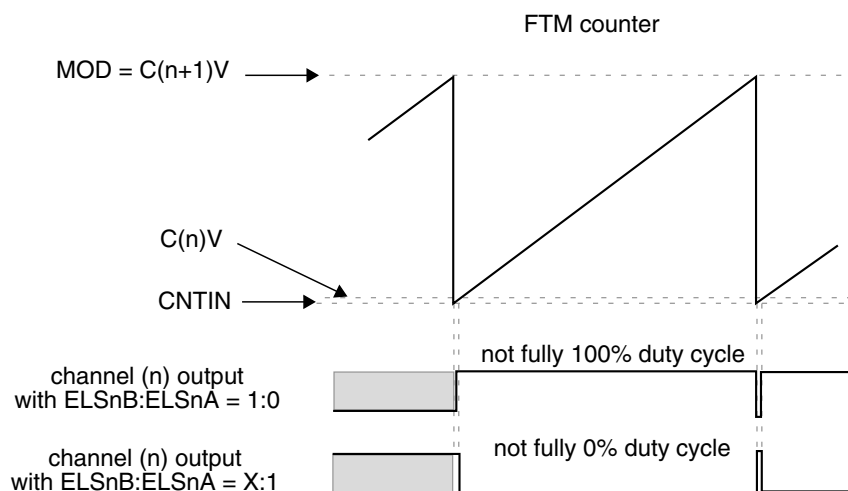 FTM counter
MOD = C(n+1)V
C(n)V
CNTIN
not fully 100% duty cycle
channel (n) output
with ELSnB:ELSnA = 1:0
not fully 0% duty cycle
channel (n) output
with ELSnB:ELSnA = X:1